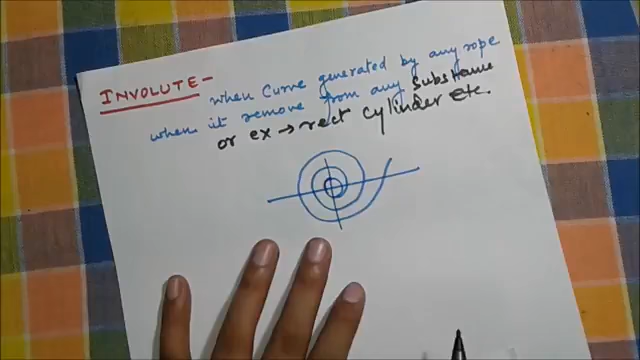 INVOLUTE- when curve generated by any rope
when it remove from any substance
or ex → rect cylinder etc.